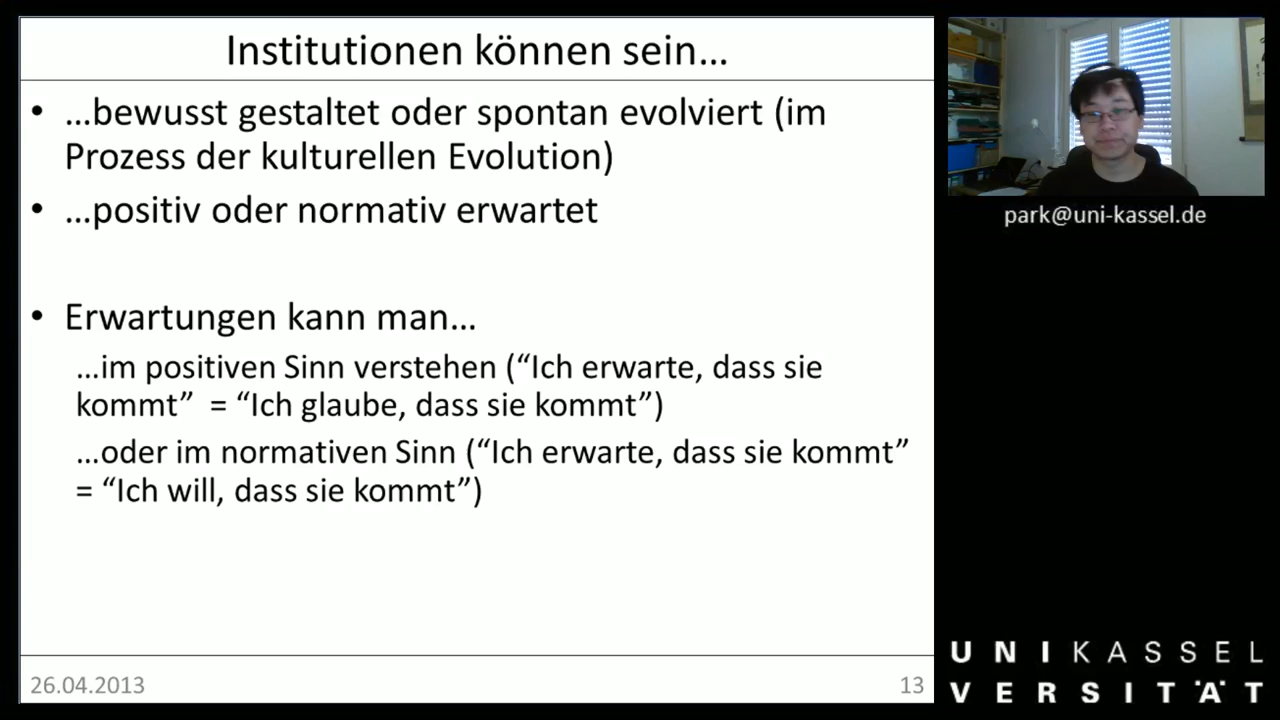 Institutionen können sein…
• …bewusst gestaltet oder spontan evolviert (im
Prozess der kulturellen Evolution)
• …positiv oder normativ erwartet
• Erwartungen kann man…
…im positiven Sinn verstehen (“Ich erwarte, dass sie
kommt” = “Ich glaube, dass sie kommt”)
…oder im normativen Sinn (“Ich erwarte, dass sie kommt”
= “Ich will, dass sie kommt”)
26.04.2013
13
park@uni-kassel.de
UNIKASSEL
VERSITÄT